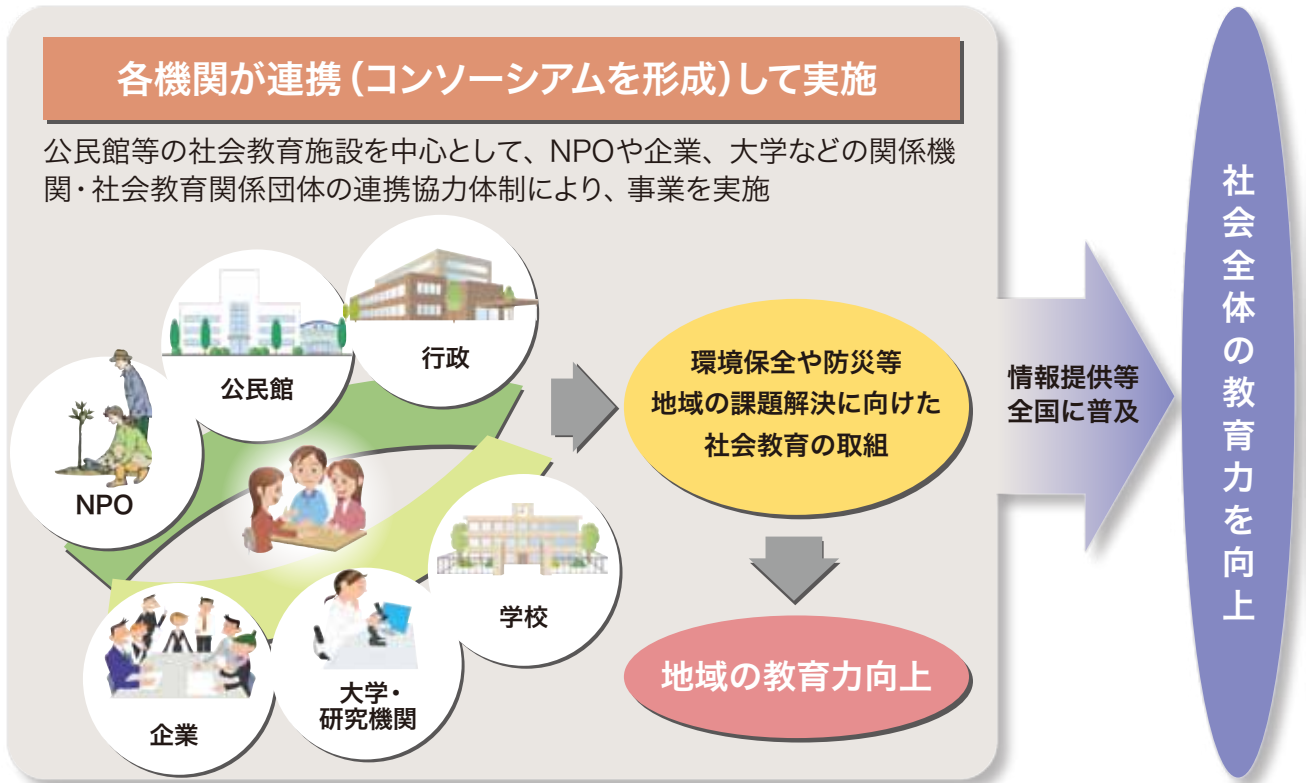 各機関が連携（コンソーシアムを形成）して実施
公民館等の社会教育施設を中心として、NPOや企業、大学などの関係機
関・社会教育関係団体の連携協力体制により、事業を実施
行政
公民館
NPO
学校
大学・
研究機関
企業
環境保全や防災等
地域の課題解決に向けた
社会教育の取組
地域の教育力向上
情報提供等
全国に普及
社会全体の教育力を向上